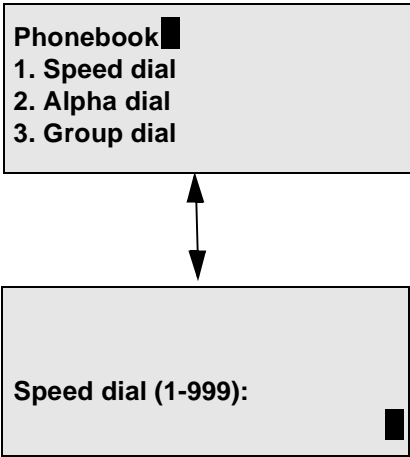 Phonebook
1. Speed dial
2. Alpha dial
3. Group dial
Speed dial (1-999):